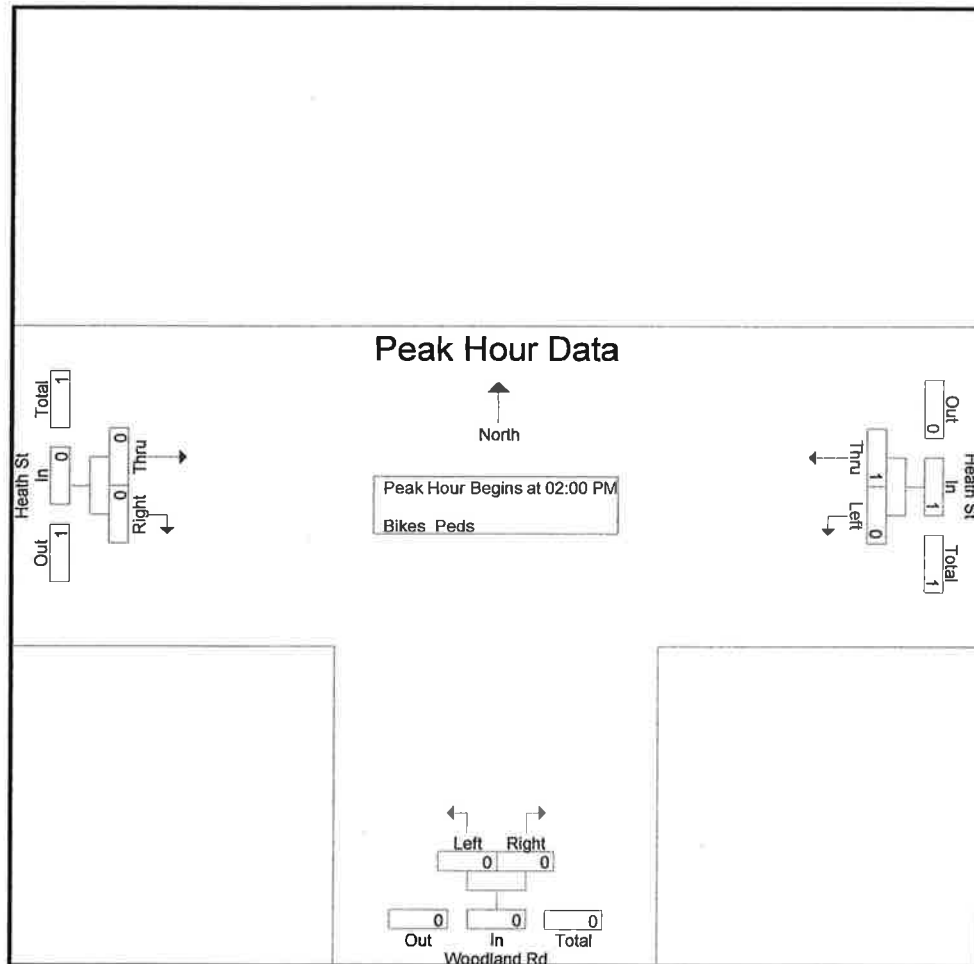 Peak Hour Data
North
Peak Hour Begins at 02:00 PM
Bikes Peds
Heath St
Total
1
In
0
Out
1
Thru
0
Right
0
Heath St
Out
0
In
1
Total
1
Thru
1
Left
0
Left
0
Right
0
Out
0
In
0
Total
0
Woodland Rd